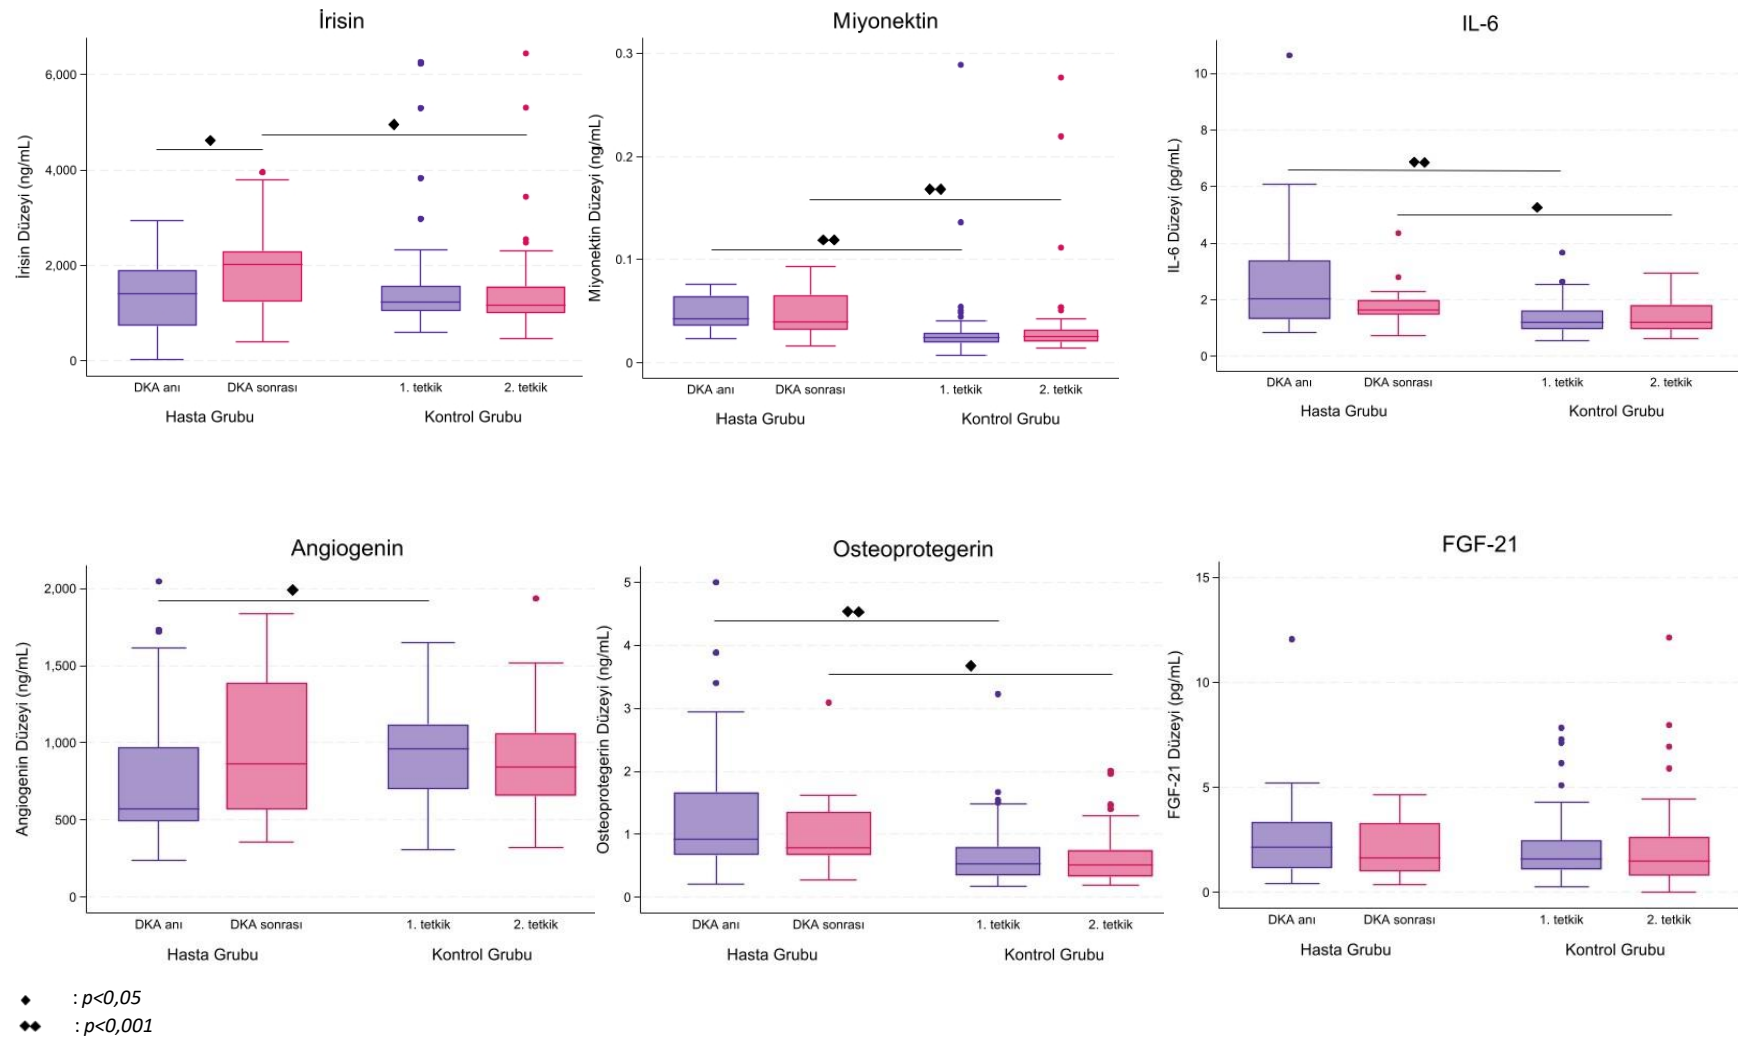 İrisin
İrisin Düzeyi (ng/mL)
6,000
4,000
2,000
0
DKA anı DKA sonrası 1. tetkik 2. tetkik
Hasta Grubu Kontrol Grubu
Miyonektin
Miyonektin Düzeyi (ng/mL)
0.3
0.2
0.1
0
DKA anı DKA sonrası 1. tetkik 2. tetkik
Hasta Grubu Kontrol Grubu
IL-6
IL-6 Düzeyi (pg/mL)
10
8
6
4
2
0
DKA anı DKA sonrası 1. tetkik 2. tetkik
Hasta Grubu Kontrol Grubu
Angiogenin
Angiogenin Düzeyi (ng/mL)
2,000
1,500
1,000
500
0
DKA anı DKA sonrası 1. tetkik 2. tetkik
Hasta Grubu Kontrol Grubu
Osteoprotegerin
Osteoprotegerin Düzeyi (ng/mL)
5
4
3
2
1
0
DKA anı DKA sonrası 1. tetkik 2. tetkik
Hasta Grubu Kontrol Grubu
FGF-21
FGF-21 Düzeyi (pg/mL)
15
10
5
0
DKA anı DKA sonrası 1. tetkik 2. tetkik
Hasta Grubu Kontrol Grubu
◆ : p<0,05
◆◆ : p<0,001